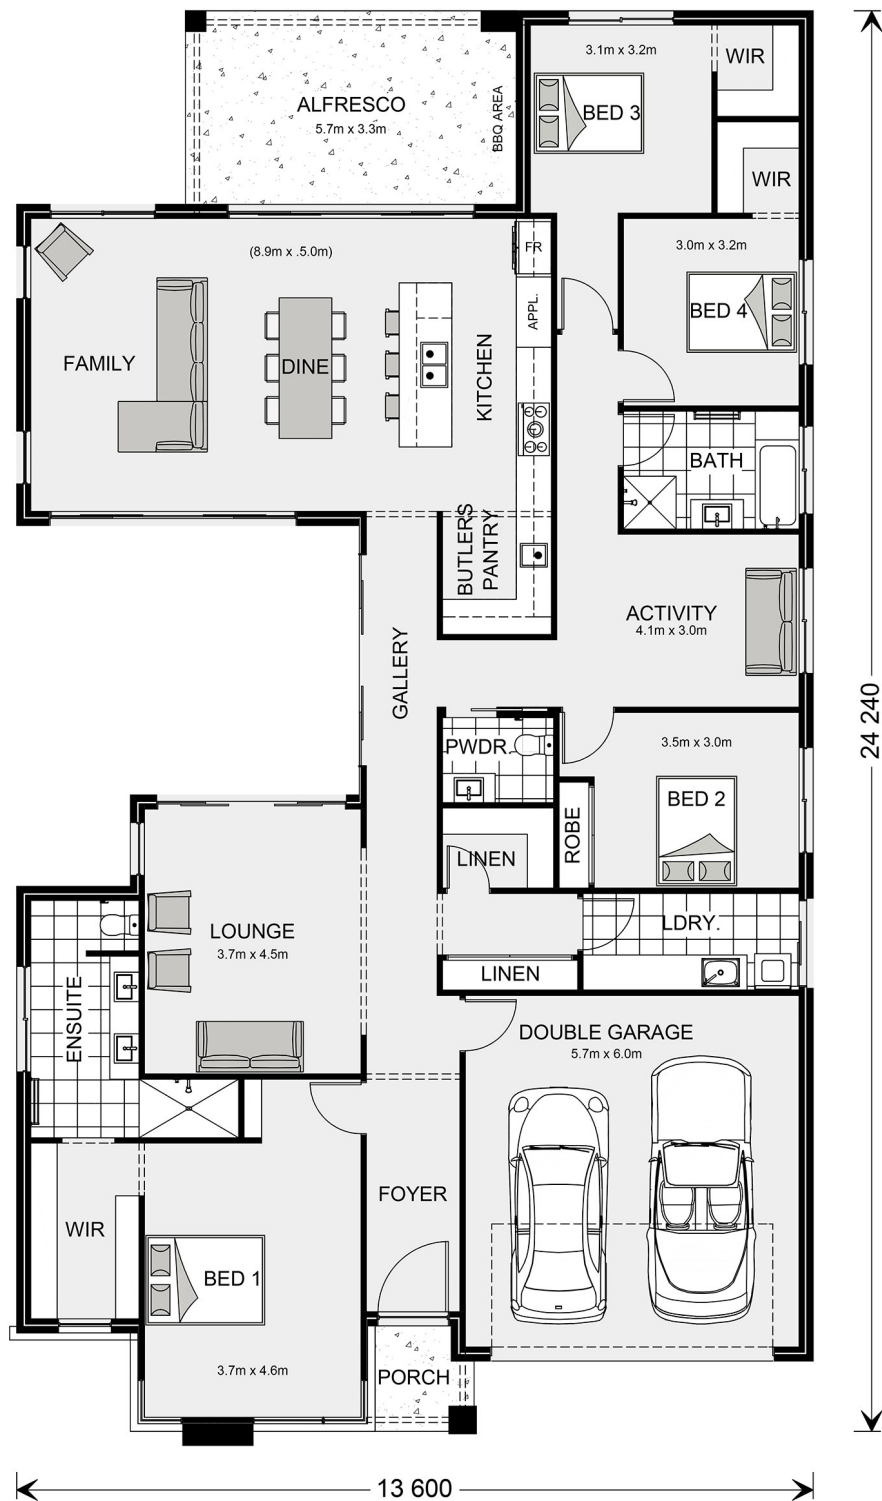 3.1m x 3.2m
WIR
ALFRESCO
5.7m x 3.3m
BBQ AREA
BED 3
WIR
(8.9m x .5.0m)
FR
3.0m x 3.2m
APPL.
BED 4
FAMILY
DINE
KITCHEN
BATH
BUTLERS
PANTRY
ACTIVITY
4.1m x 3.0m
GALLERY
24 240
PWDR.
3.5m x 3.0m
BED 2
ROBE
LINEN
LOUNGE
3.7m x 4.5m
LDRY.
LINEN
ENSUITE
DOUBLE GARAGE
5.7m x 6.0m
FOYER
WIR
BED 1
3.7m x 4.6m
PORCH
13 600